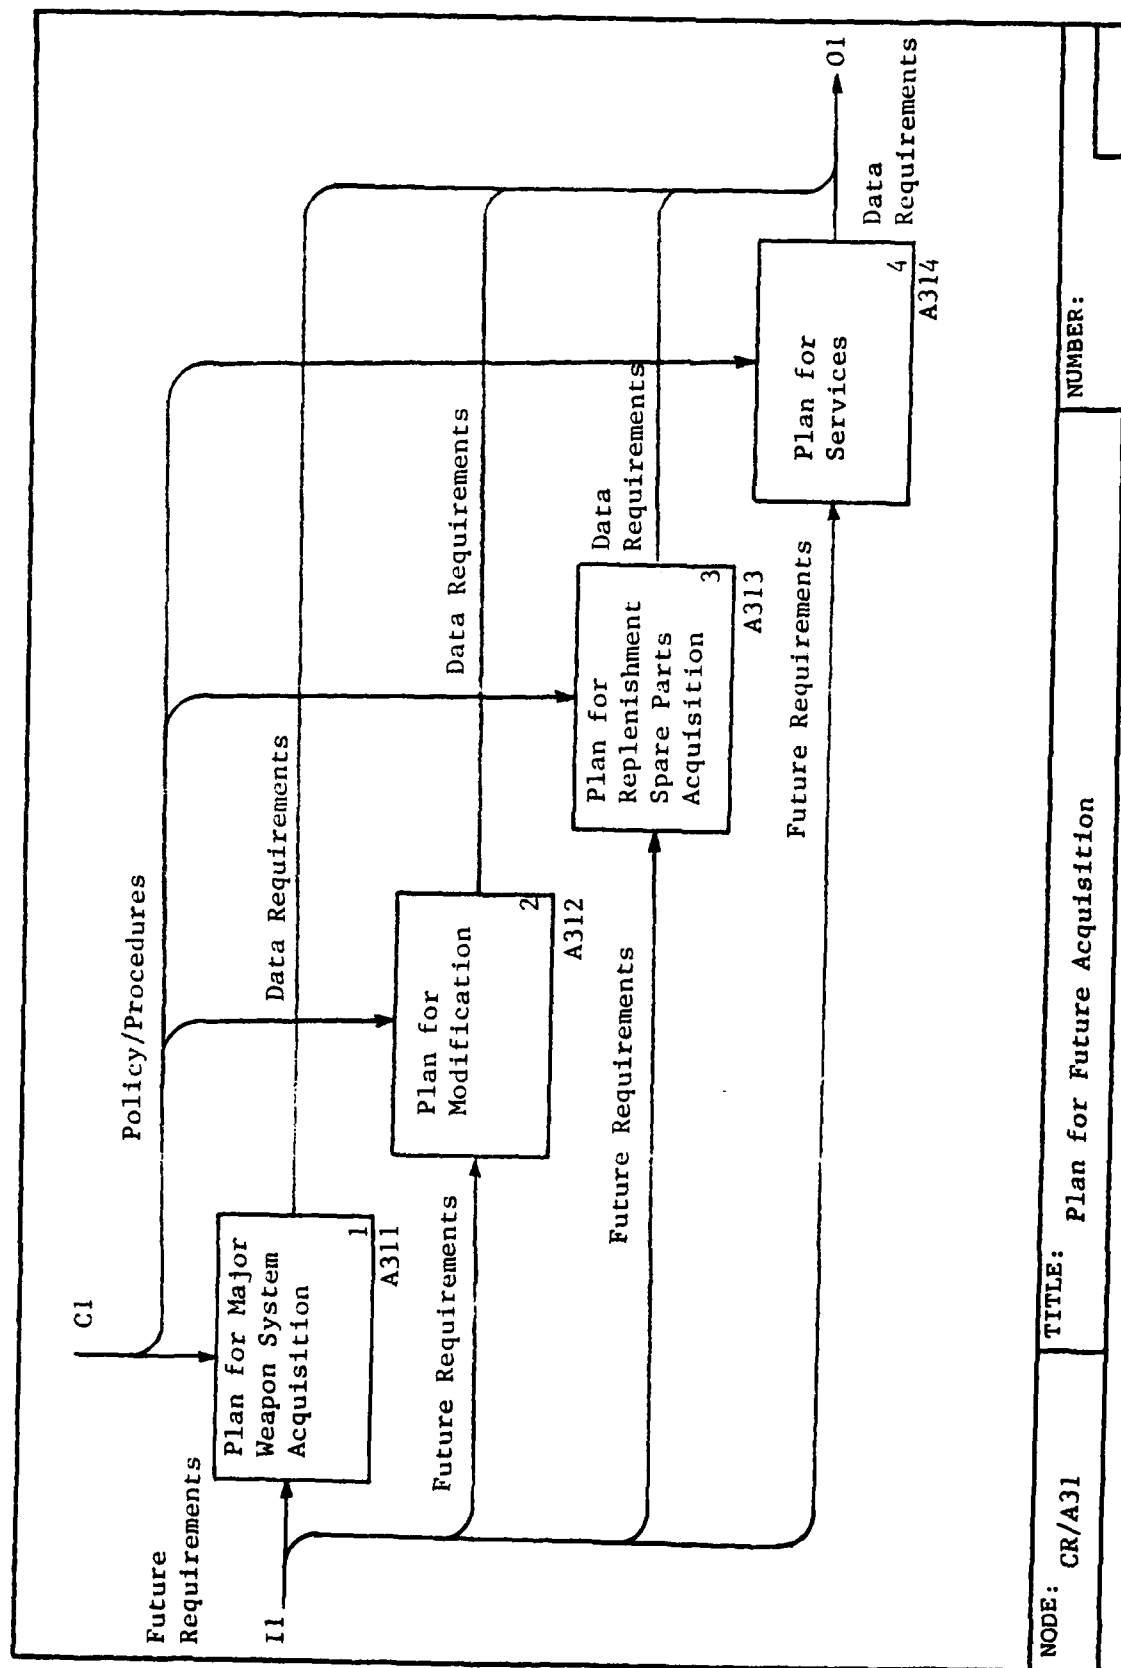 C1
Policy/Procedures
Future
Requirements
I1
Plan for Major
Weapon System
Acquisition
1
A311
Data Requirements
Future Requirements
Plan for
Modification
2
A312
Data Requirements
Future Requirements
Plan for
Replenishment
Spare Parts
Acquisition
3
A313
Data
Requirements
Future Requirements
Plan for
Services
4
A314
Data
Requirements
O1
NODE:
CR/A31
TITLE:
Plan for Future Acquisition
NUMBER: